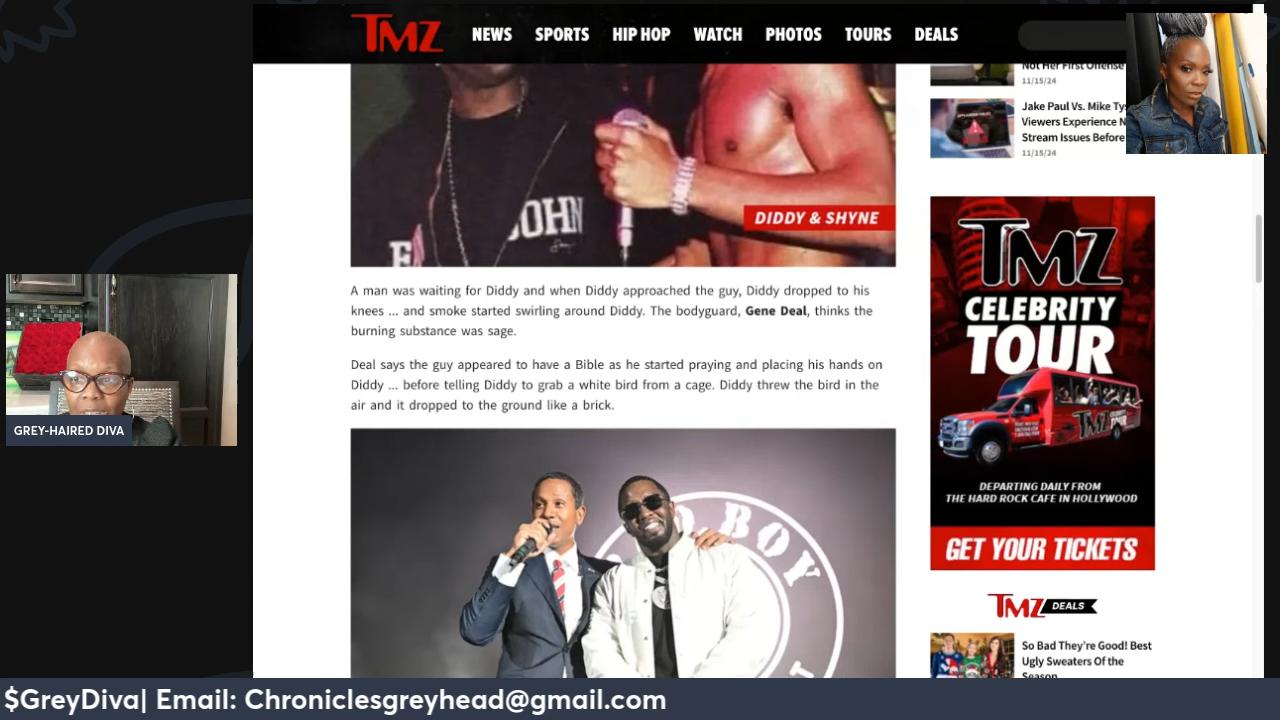 TMZ NEWS SPORTS HIP HOP WATCH PHOTOS TOURS DEALS
Not Her First Offense
11/15/24
Jake Paul Vs. Mike
Viewers Experience
Stream Issues Before
11/15/24
OHN
DIDDY & SHYNE
A man was waiting for Diddy and when Diddy approached the guy, Diddy dropped to his
knees ... and smoke started swirling around Diddy. The bodyguard, Gene Deal, thinks the
burning substance was sage.
Deal says the guy appeared to have a Bible as he started praying and placing his hands on
Diddy ... before telling Diddy to grab a white bird from a cage. Diddy threw the bird in the
air and it dropped to the ground like a brick.
BOY
TMZ
CELEBRITY
TOUR
TMZ
TOUR
DEPARTING DAILY FROM
THE HARD ROCK CAFE IN HOLLYWOOD
GET YOUR TICKETS
TMZ DEALS
So Bad They're Good! Best
Ugly Sweaters Of the
Season
GREY-HAIRED DIVA
$GreyDiva| Email: Chroniclesgreyhead@gmail.com